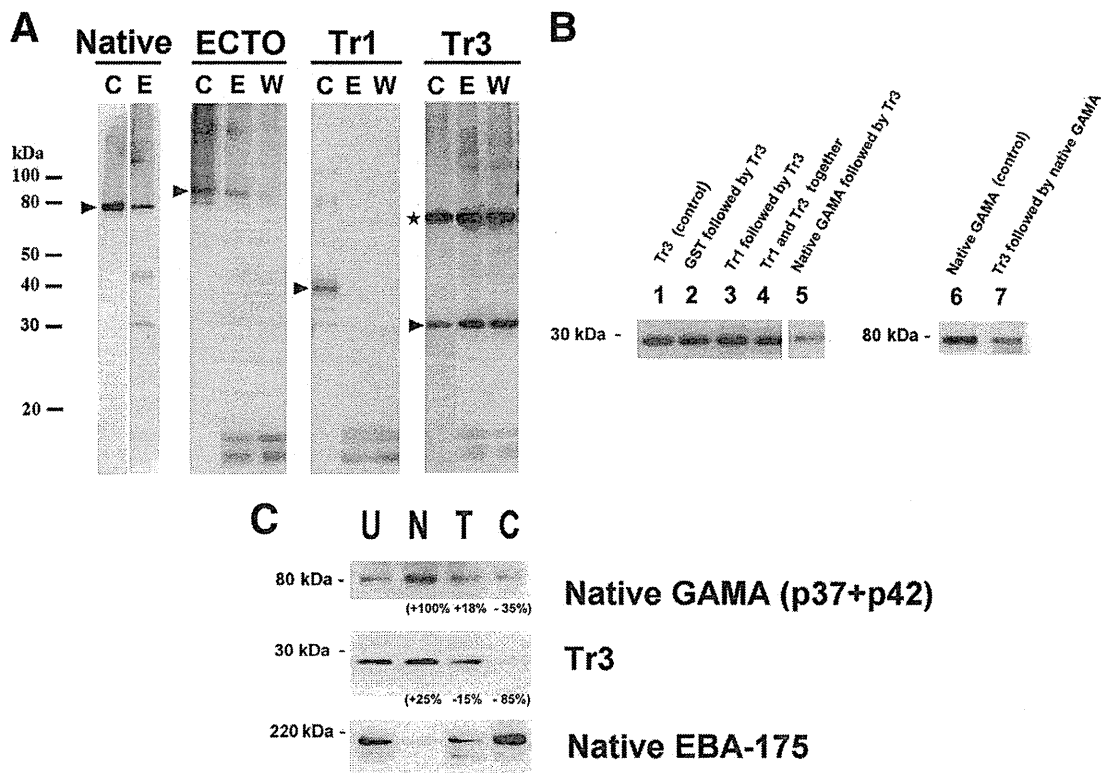 A
Native ECTO Tr1 Tr3
C E C E W C E W C E W
kDa
100
80
50
40
30
20
B
Tr3 (control)
GST followed by Tr3
Tr1 followed by Tr3
Tr1 and Tr3 together
Native GAMA followed by Tr3
Native GAMA (control)
Tr3 followed by native GAMA
1 2 3 4 5 6 7
30 kDa -
80 kDa -
C
U N T C
80 kDa -
(+100% +18% - 35%)
Native GAMA (p37+p42)
30 kDa -
Tr3
(+25% -15% - 85%)
220 kDa -
Native EBA-175